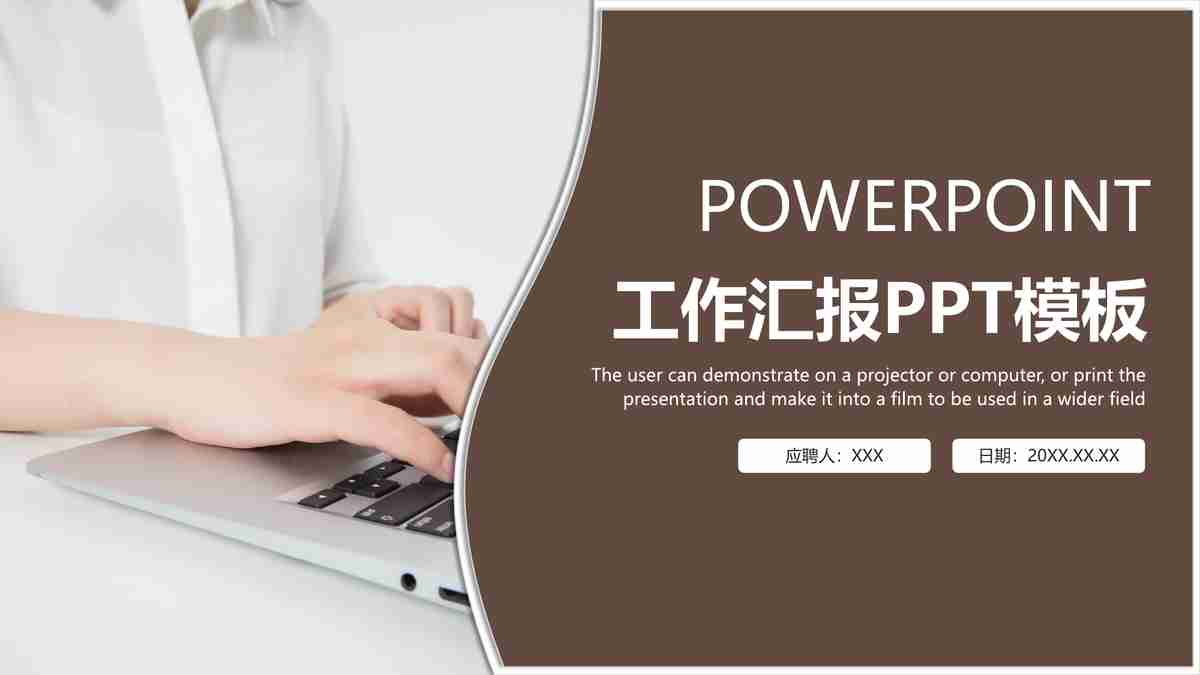 POWERPOINT
工作汇报PPT模板
The user can demonstrate on a projector or computer, or print the
presentation and make it into a film to be used in a wider field
应聘人：XXX
日期：20XX.XX.XX